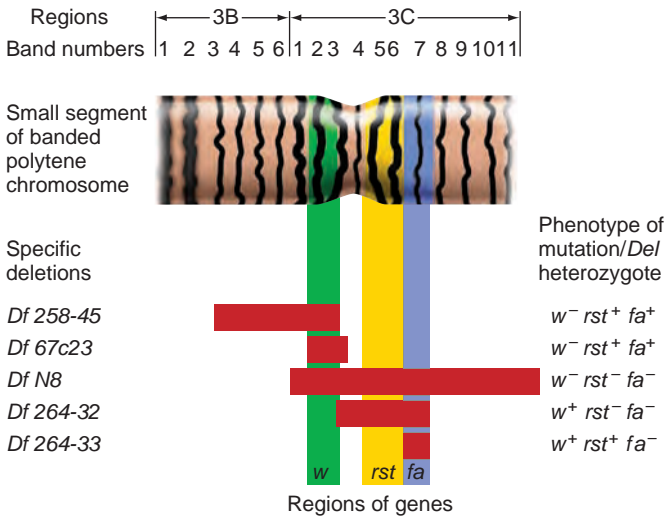 Regions 3B 3C
Band numbers 1 2 3 4 5 6 1 2 3 4 5 6 7 8 9 10 11
Small segment
of banded
polytene
chromosome
Specific
deletions
Phenotype of
mutation/Del
heterozygote
Df 258-45 w⁻ rst⁺ fa⁺
Df 67c23 w⁻ rst⁺ fa⁺
Df N8 w⁻ rst⁻ fa⁻
Df 264-32 w⁺ rst⁻ fa⁻
Df 264-33 w⁺ rst⁺ fa⁻
w rst fa
Regions of genes